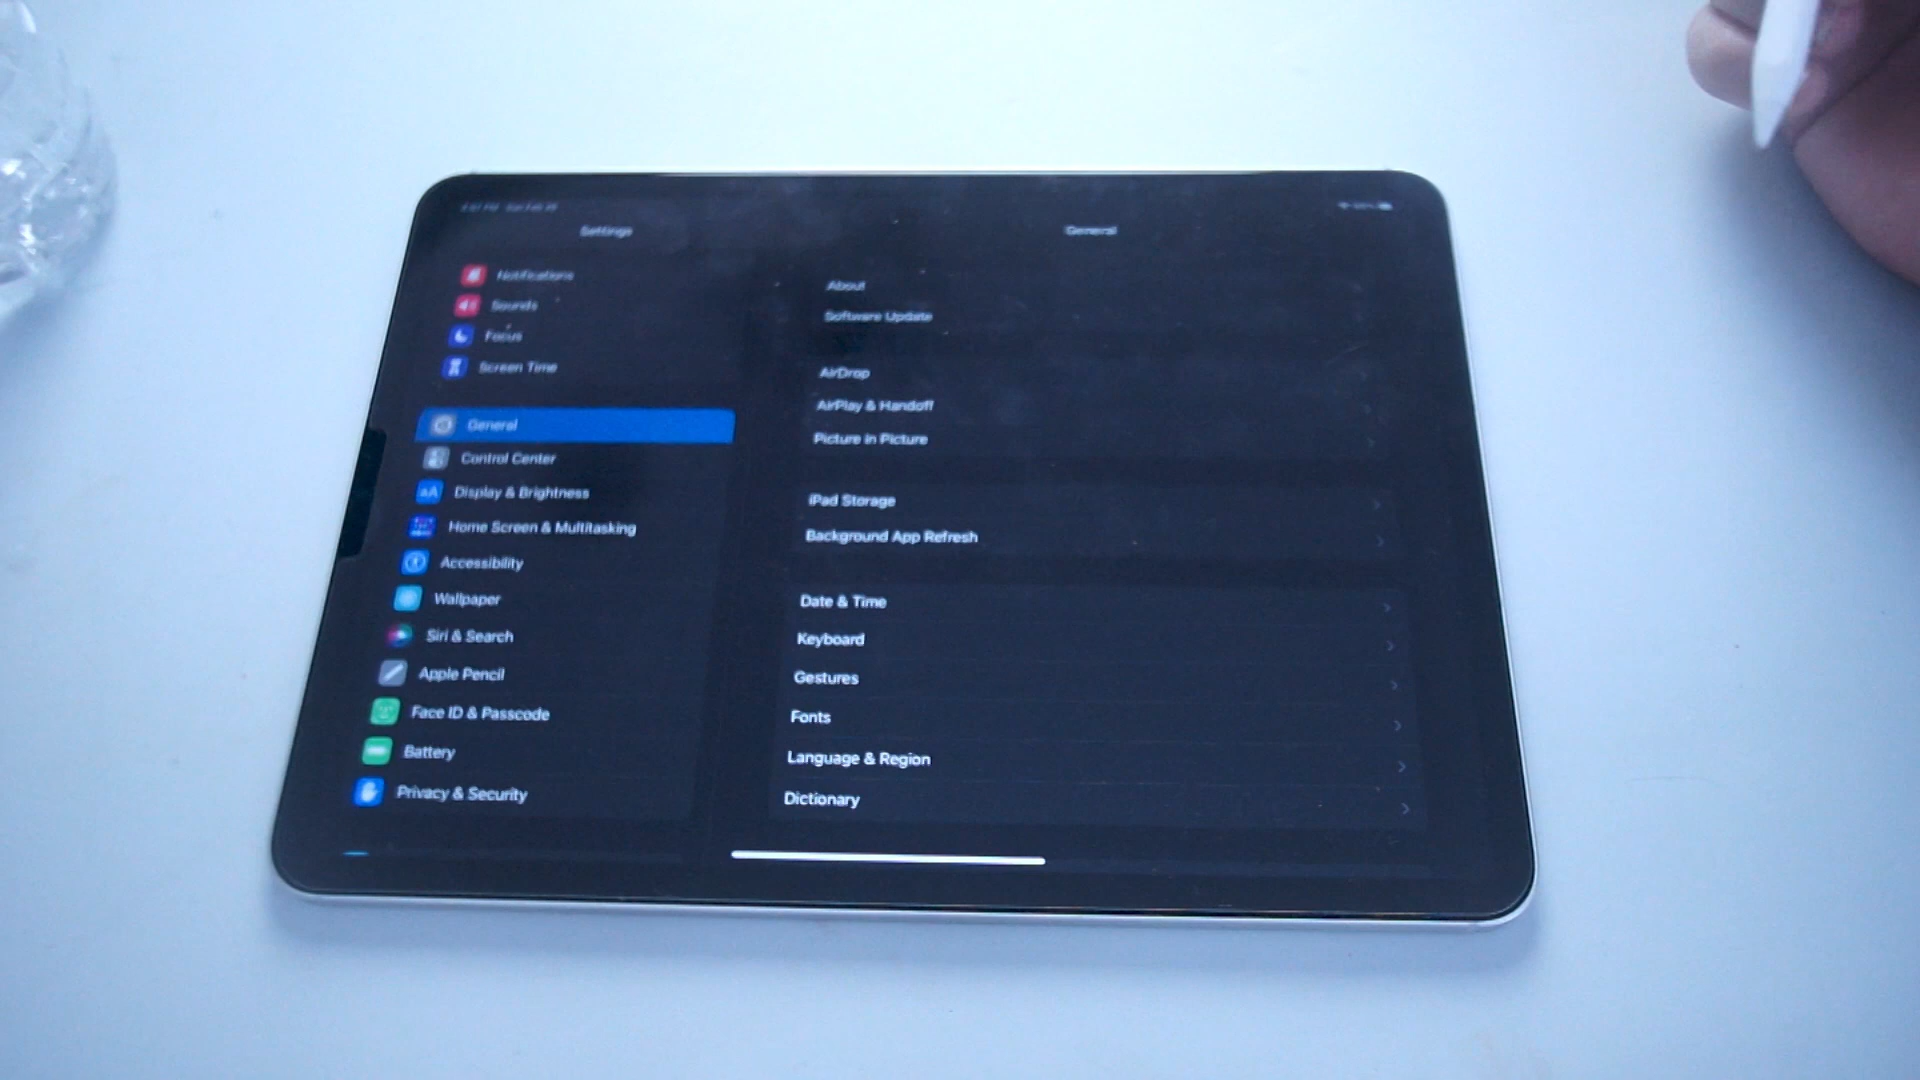 Settings
General
Notifications
Sounds
Focus
Screen Time
General
Control Center
Display & Brightness
Home Screen & Multitasking
Accessibility
Wallpaper
Siri & Search
Apple Pencil
Face ID & Passcode
Battery
Privacy & Security
About
Software Update
AirDrop
AirPlay & Handoff
Picture in Picture
iPad Storage
Background App Refresh
Date & Time
Keyboard
Gestures
Fonts
Language & Region
Dictionary